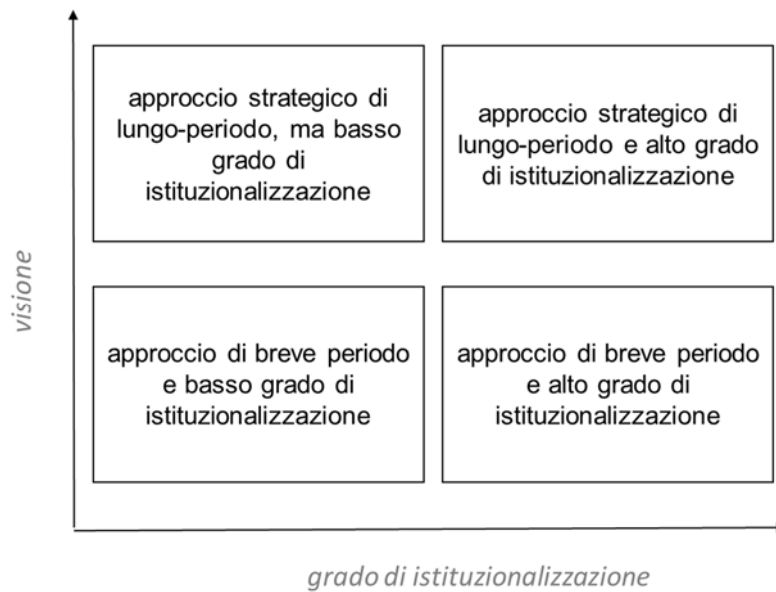 approccio strategico di
lungo-periodo, ma basso
grado di
istituzionalizzazione
approccio strategico di
lungo-periodo e alto grado
di istituzionalizzazione
visione
approccio di breve periodo
e basso grado di
istituzionalizzazione
approccio di breve periodo
e alto grado di
istituzionalizzazione
grado di istituzionalizzazione